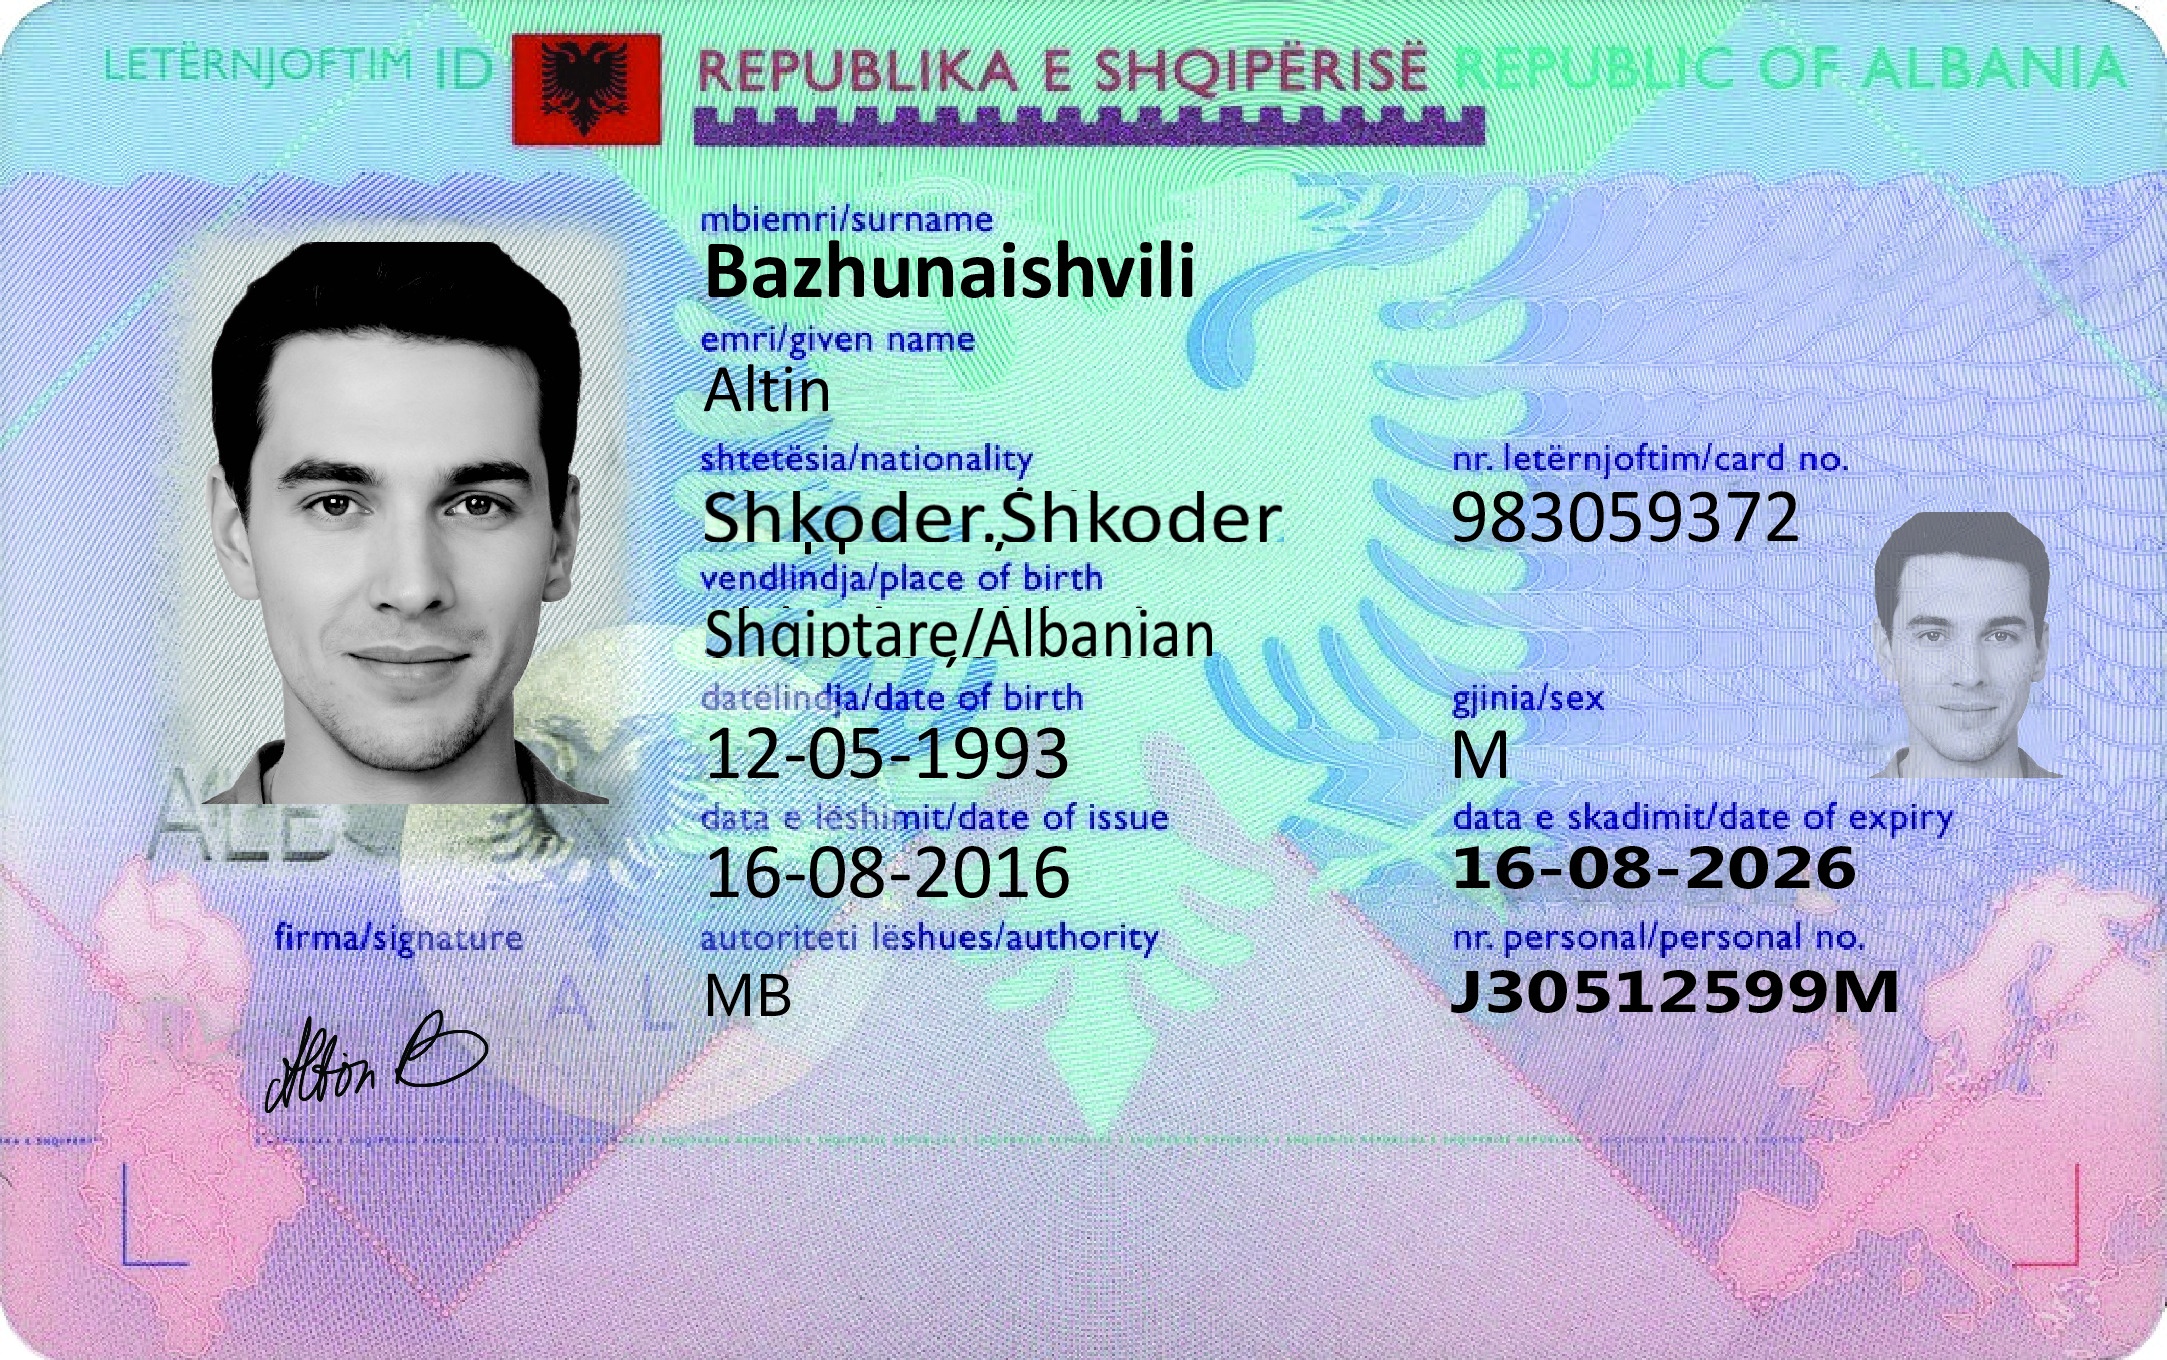 LETËRNJOFTIM ID REPUBLIKA E SHQIPËRISË REPUBLIC OF ALBANIA
mbiemri/surname
Bazhunaishvili
emri/given name
Altin
shtetësia/nationality
Shkoder.,Shkoder
nr. letërnjoftim/card no.
983059372
vendlindja/place of birth
Shqiptare/Albanian
datëlindja/date of birth
12-05-1993
gjinia/sex
M
data e lëshimit/date of issue
16-08-2016
data e skadimit/date of expiry
16-08-2026
autoriteti lëshues/authority
MB
nr. personal/personal no.
J30512599M
ALB
firma/signature
A L
Altin B